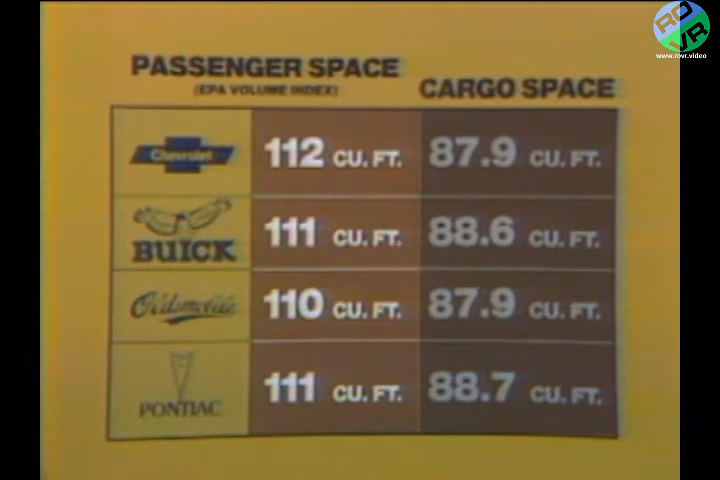 ROVR
www.rovr.video
PASSENGER SPACE
(EPA VOLUME INDEX)
CARGO SPACE
Chevrolet 112 CU. FT. 87.9 CU. FT.
BUICK 111 CU. FT. 88.6 CU. FT.
Oldsmobile 110 CU. FT. 87.9 CU. FT.
PONTIAC 111 CU. FT. 88.7 CU. FT.